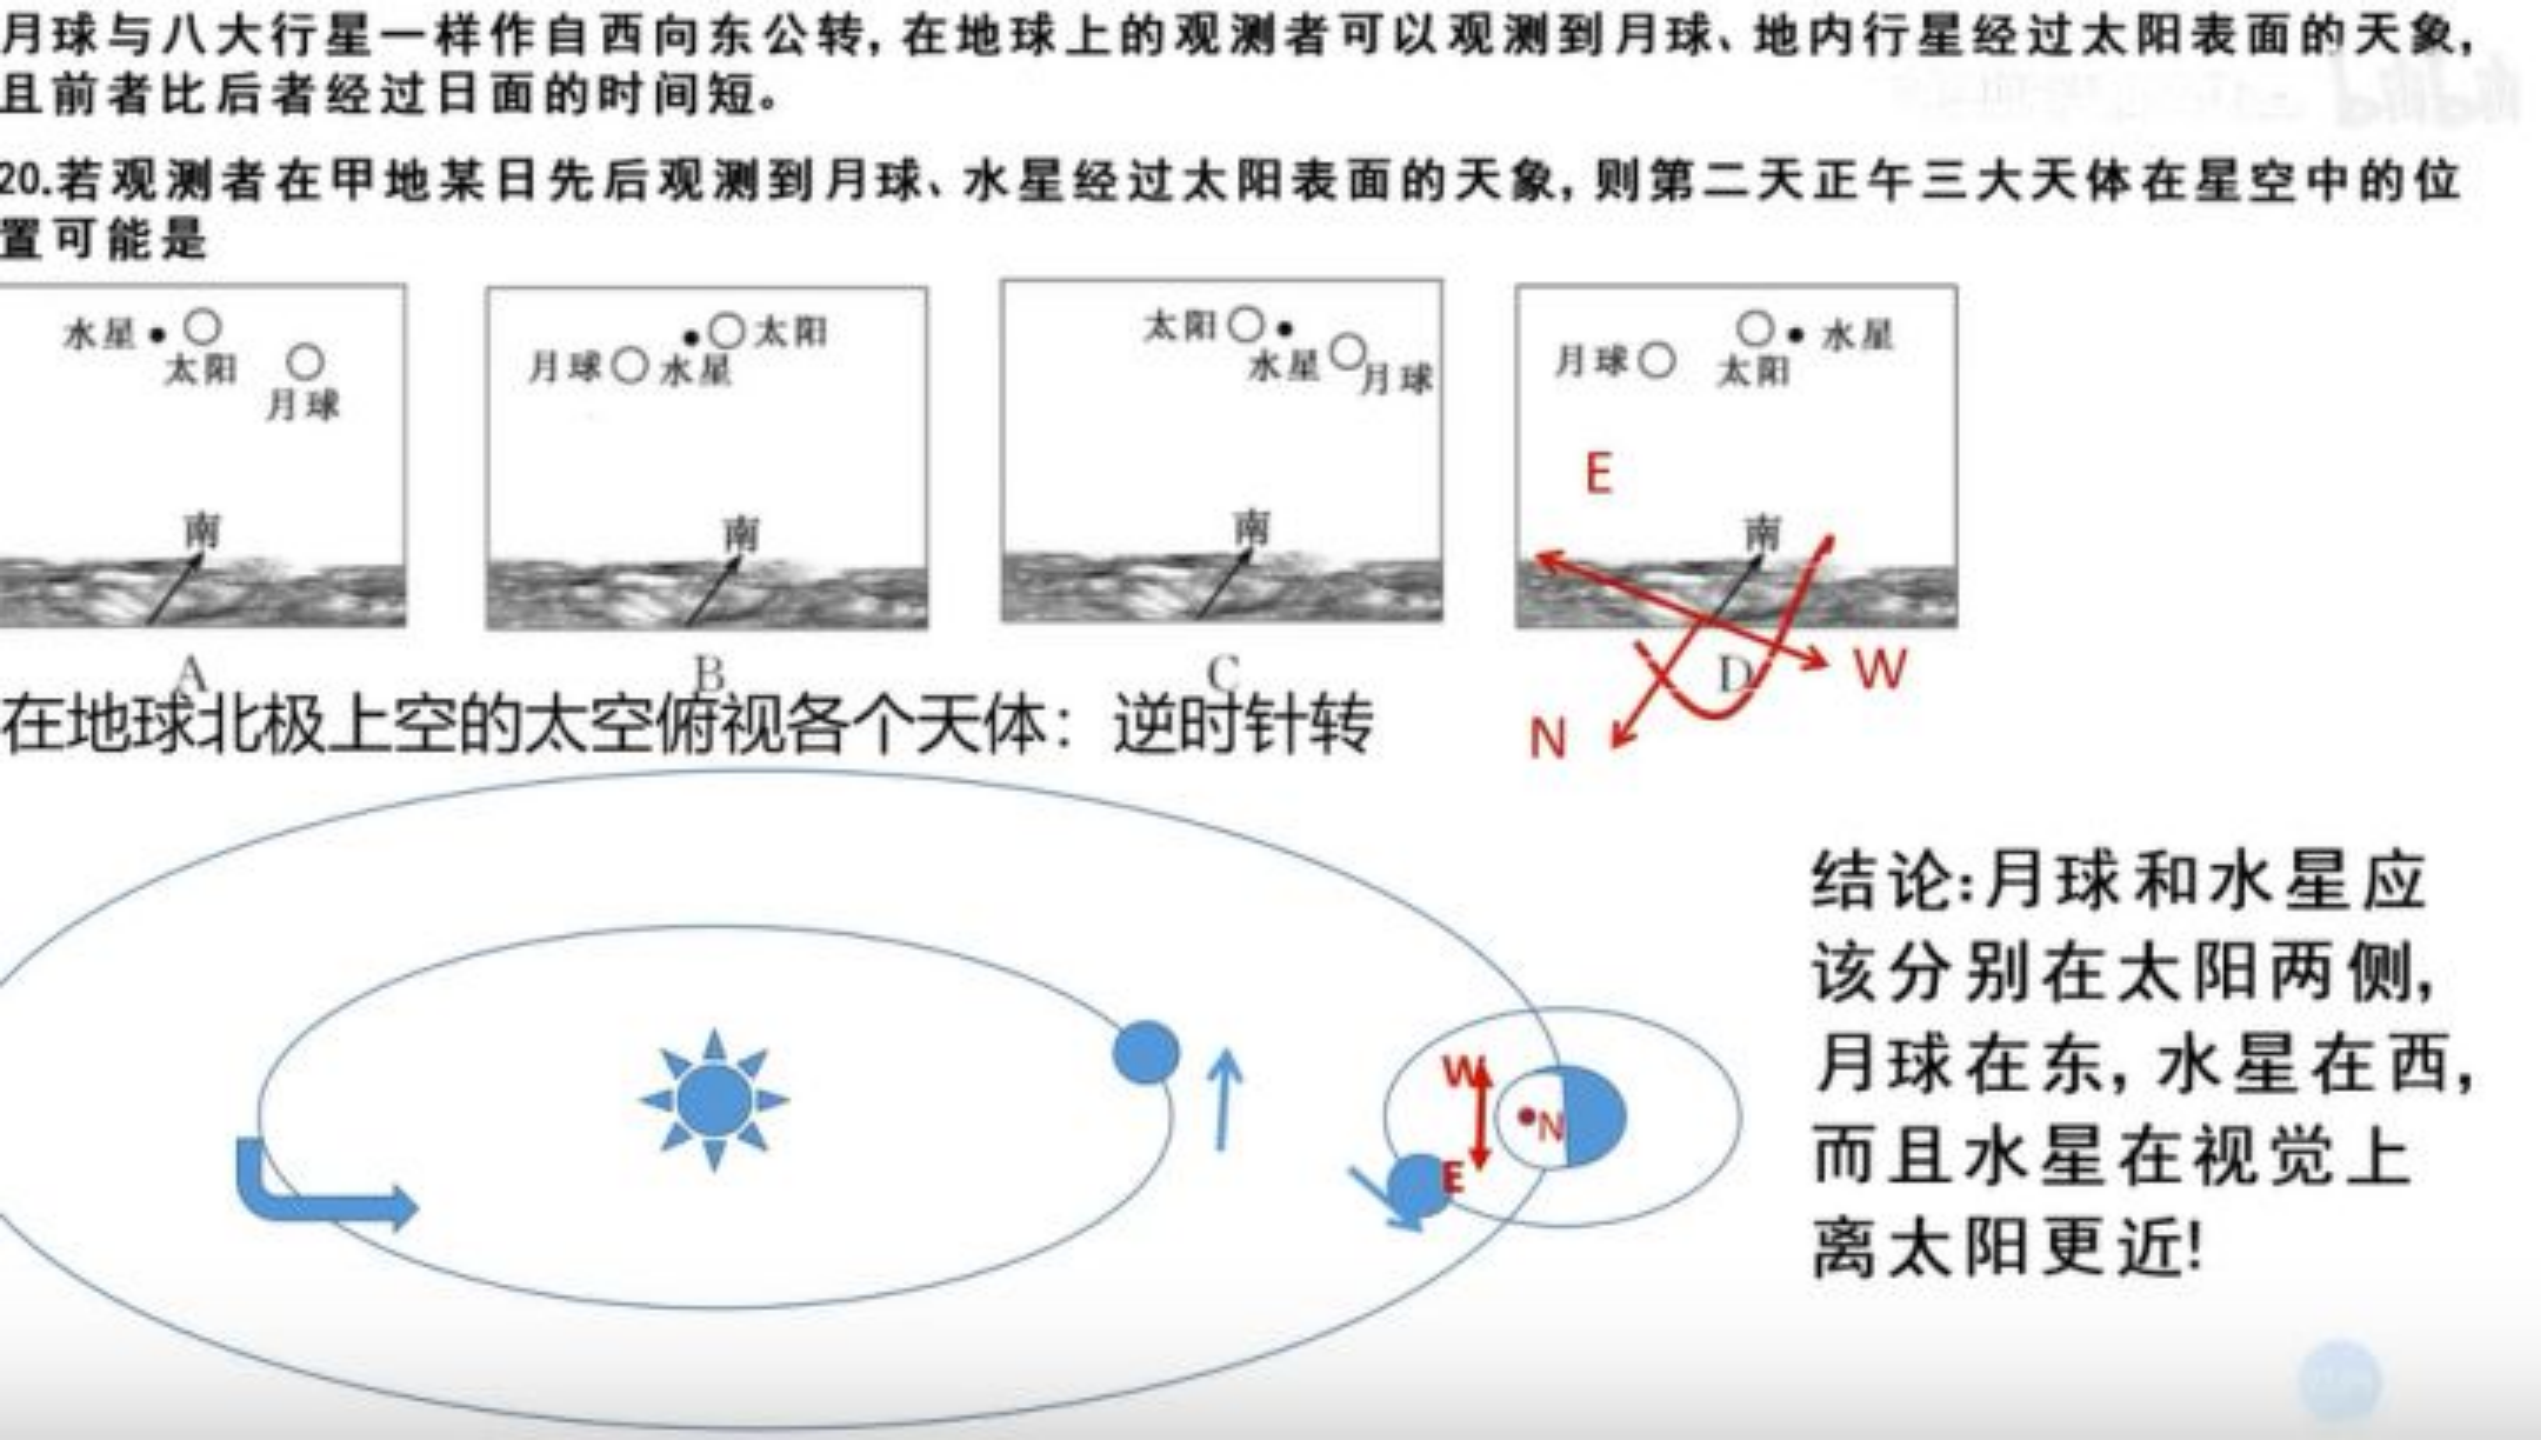 月球与八大行星一样作自西向东公转,在地球上的观测者可以观测到月球、地内行星经过太阳表面的天象,
且前者比后者经过日面的时间短。
20.若观测者在甲地某日先后观测到月球、水星经过太阳表面的天象,则第二天正午三大天体在星空中的位
置可能是
水星
太阳
月球
南
A
太阳
月球
水星
南
B
太阳
水星
月球
南
C
水星
月球
太阳
E
南
D
W
N
在地球北极上空的太空俯视各个天体：逆时针转
W
N
E
结论:月球和水星应
该分别在太阳两侧,
月球在东,水星在西,
而且水星在视觉上
离太阳更近!